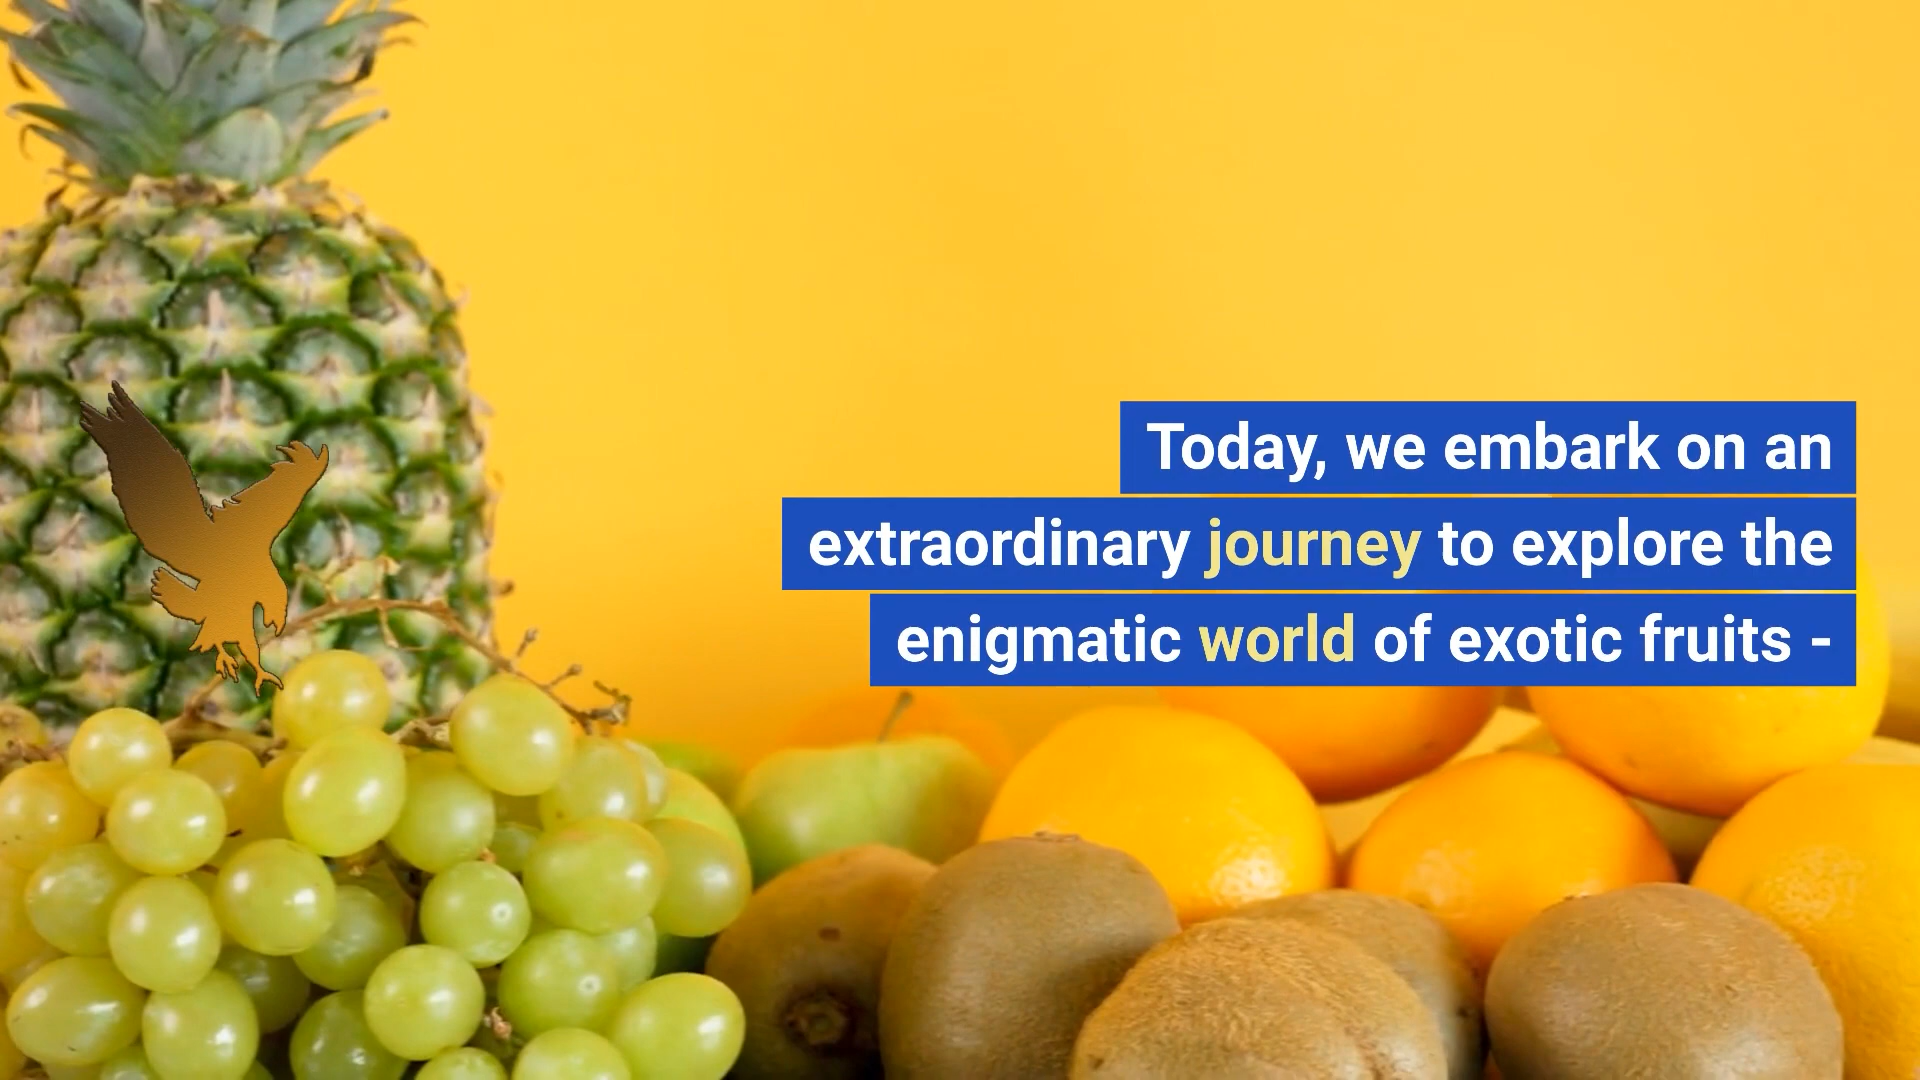 Today, we embark on an
extraordinary journey to explore the
enigmatic world of exotic fruits -